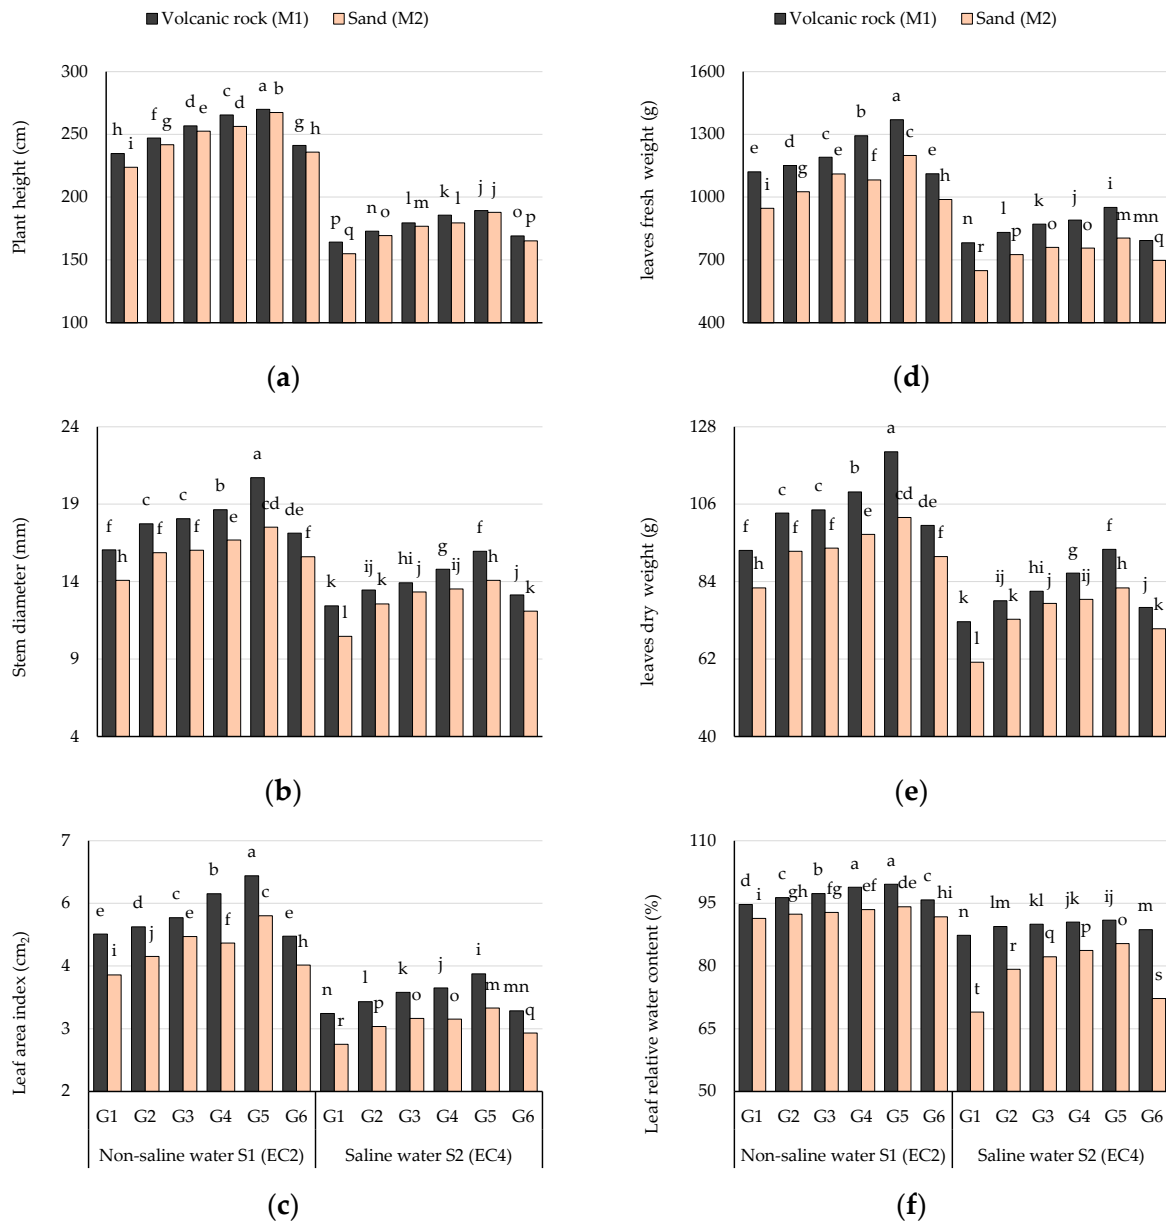 Volcanic rock (M1) Sand (M2)
Plant height (cm)
300
250
200
150
100
h i f g d e c d a b g h p q n o l m k l j j o p
(a)
Stem diameter (mm)
24
19
14
9
4
f h c f c f b e a cd de f k l ij k hi j g ij f h j k
(b)
Leaf area index (cm2)
7
6
4
3
2
e i d j c e b f a c e h n r l p k o j o i m mn q
G1 G2 G3 G4 G5 G6 G1 G2 G3 G4 G5 G6
Non-saline water S1 (EC2) Saline water S2 (EC4)
(c)
Volcanic rock (M1) Sand (M2)
leaves fresh weight (g)
1600
1300
1000
700
400
e i d g c e b f a c e h n r l p k o j o i m mn q
(d)
leaves dry weight (g)
128
106
84
62
40
f h c f c f b e a cd de f k l ij k hi j g ij f h j k
(e)
Leaf relative water content (%)
110
95
80
65
50
d i c gh b fg a ef a de c hi n t lm r kl q jk p ij o m s
G1 G2 G3 G4 G5 G6 G1 G2 G3 G4 G5 G6
Non-saline water S1 (EC2) Saline water S2 (EC4)
(f)